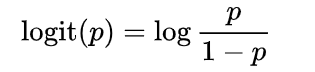 logit(p) = log p / (1 − p)